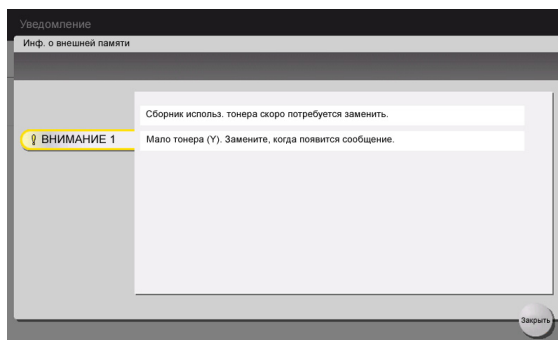 Уведомление
Инф. о внешней памяти
Сборник использ. тонера скоро потребуется заменить.
ВНИМАНИЕ 1
Мало тонера (Y). Замените, когда появится сообщение.
Закрыть